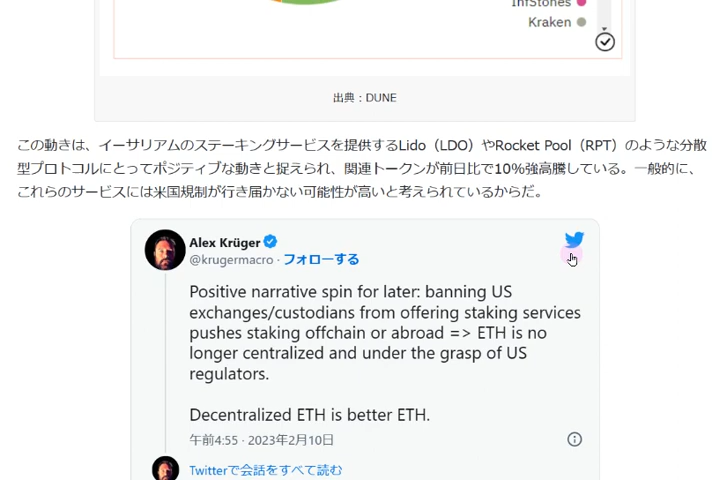 InfStones
Kraken
出典：DUNE
この動きは、イーサリアムのステーキングサービスを提供するLido（LDO）やRocket Pool（RPT）のような分散
型プロトコルにとってポジティブな動きと捉えられ、関連トークンが前日比で10％強高騰している。一般的に、
これらのサービスには米国規制が行き届かない可能性が高いと考えられているからだ。
Alex Krüger
@krugermacro · フォローする
Positive narrative spin for later: banning US
exchanges/custodians from offering staking services
pushes staking offchain or abroad => ETH is no
longer centralized and under the grasp of US
regulators.
Decentralized ETH is better ETH.
午前4:55 · 2023年2月10日
Twitterで会話をすべて読む